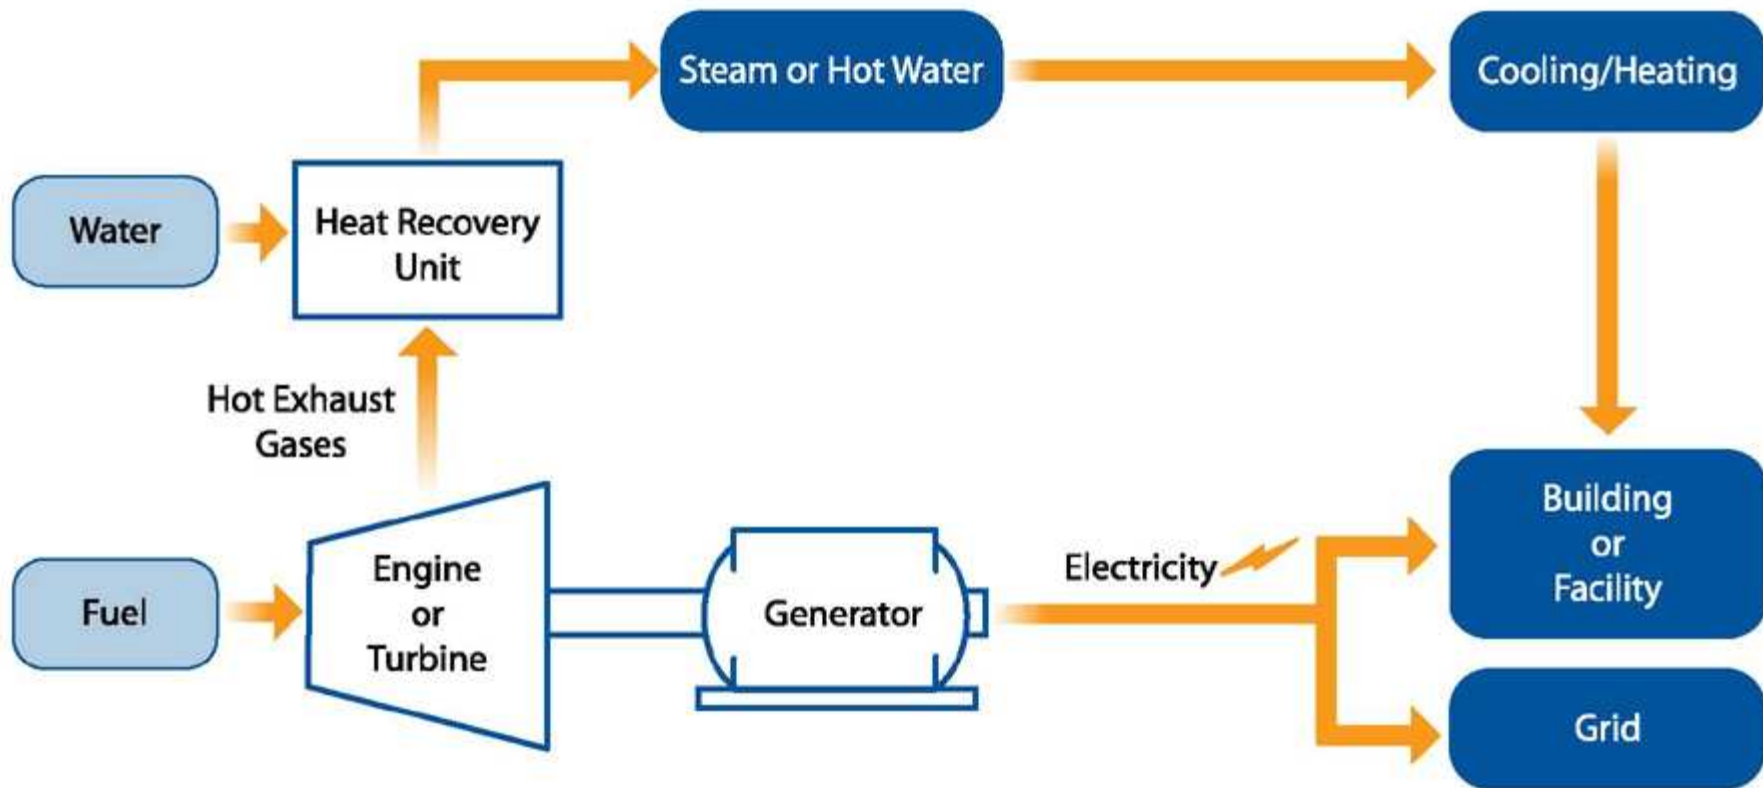 Steam or Hot Water
Cooling/Heating
Water
Heat Recovery
Unit
Hot Exhaust
Gases
Fuel
Engine
or
Turbine
Generator
Electricity
Building
or
Facility
Grid